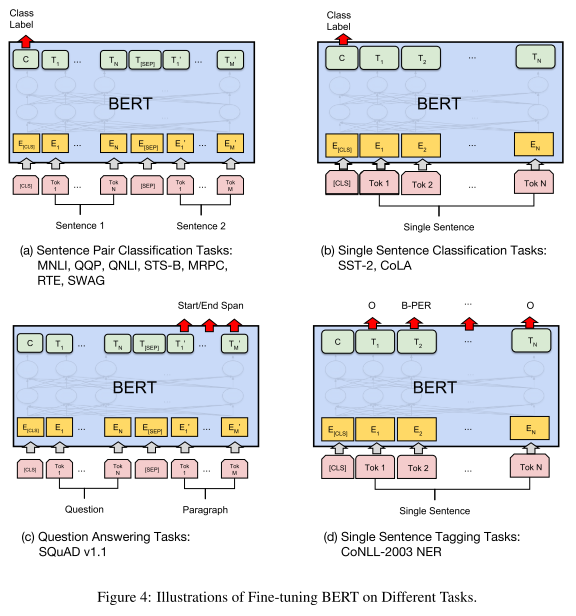 Class
Label
C T1 ... TN T[SEP] T1' ... TM'
BERT
E[CLS] E1 ... EN E[SEP] E1' ... EM'
[CLS] Tok 1 ... Tok N [SEP] Tok 1 ... Tok M
Sentence 1 Sentence 2
(a) Sentence Pair Classification Tasks:
MNLI, QQP, QNLI, STS-B, MRPC,
RTE, SWAG
Class
Label
C T1 T2 ... TN
BERT
E[CLS] E1 E2 ... EN
[CLS] Tok 1 Tok 2 ... Tok N
Single Sentence
(b) Single Sentence Classification Tasks:
SST-2, CoLA
Start/End Span
C T1 ... TN T[SEP] T1' ... TM'
BERT
E[CLS] E1 ... EN E[SEP] E1' ... EM'
[CLS] Tok 1 ... Tok N [SEP] Tok 1 ... Tok M
Question Paragraph
(c) Question Answering Tasks:
SQuAD v1.1
O B-PER ... O
C T1 T2 ... TN
BERT
E[CLS] E1 E2 ... EN
[CLS] Tok 1 Tok 2 ... Tok N
Single Sentence
(d) Single Sentence Tagging Tasks:
CoNLL-2003 NER
Figure 4: Illustrations of Fine-tuning BERT on Different Tasks.